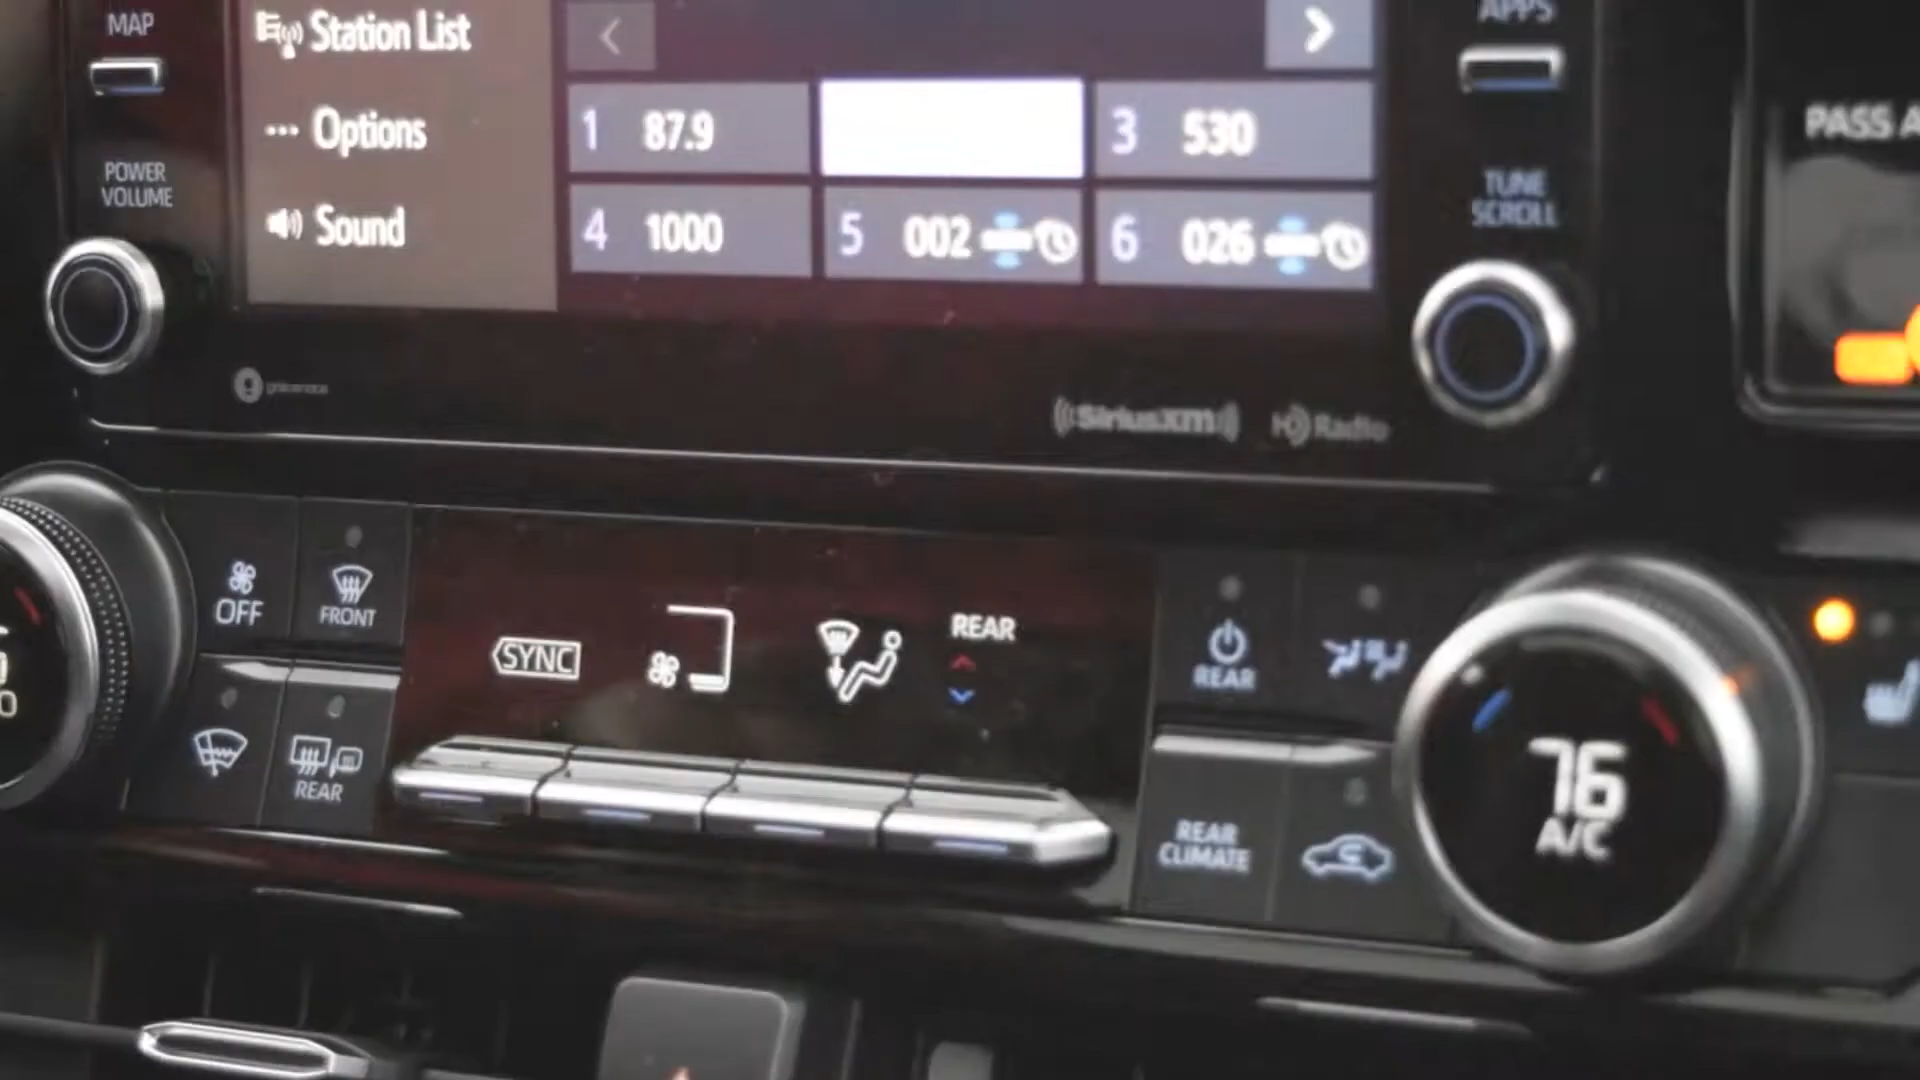 MAP
Station List
APPS
Options
1 87.9
3 530
PASS A
POWER
VOLUME
Sound
4 1000
5 002
6 026
TUNE
SCROLL
gracenote
SiriusXM
HD Radio
OFF
FRONT
SYNC
REAR
REAR
REAR
REAR
CLIMATE
76
A/C